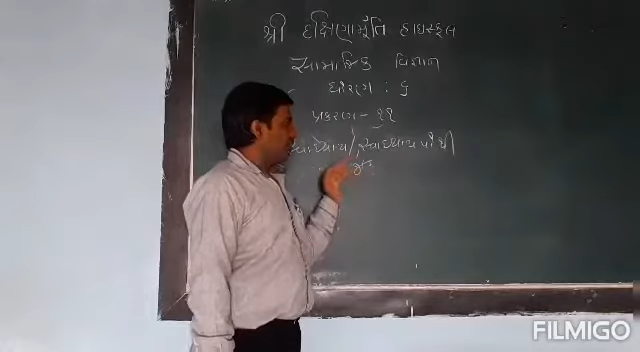 શ્રી દક્ષિણામૂર્તિ હાઇસ્કૂલ
સામાજિક વિજ્ઞાન
ધોરણ : ૬
પ્રકરણ - ૧૧
સ્વાધ્યાય / સ્વાધ્યાય પોથી
FILMIGO